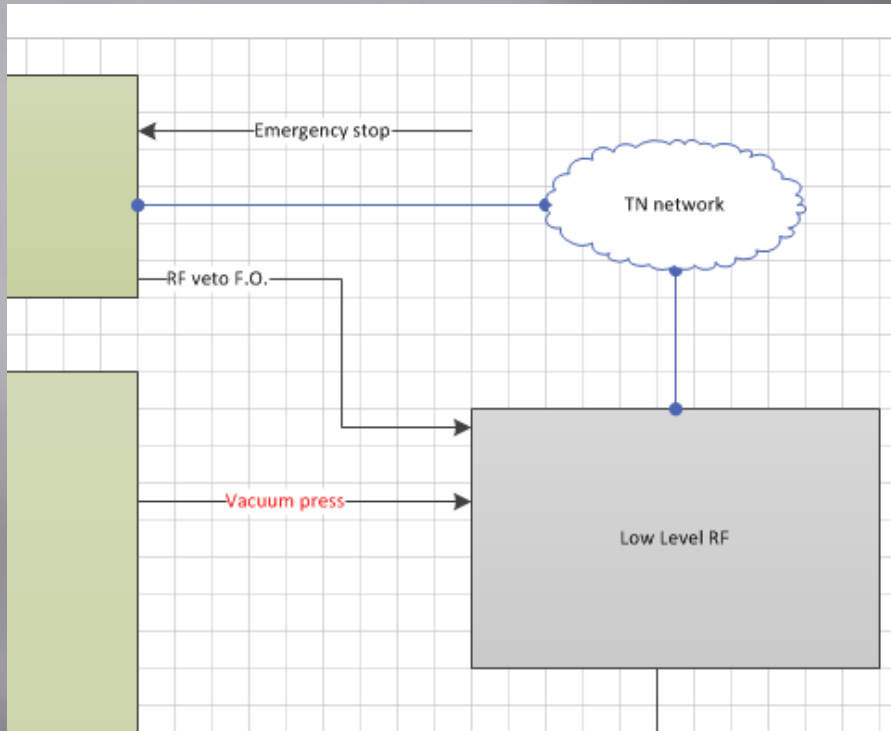 Emergency stop
TN network
RF veto F.O.
Vacuum press
Low Level RF